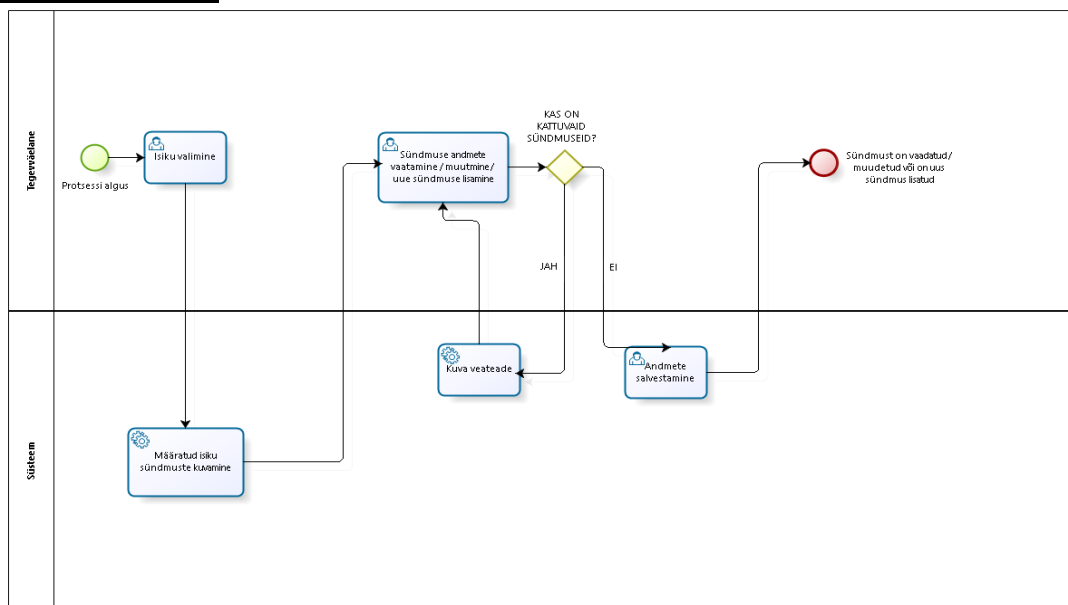 Tegevväelane
Protsessi algus
Isiku valimine
Sündmuse andmete
vaatamine / muutmine/
uue sündmuse lisamine
KAS ON
KATTUVAID
SÜNDMUSEID?
Sündmust on vaadatud/
muudetud või on uus
sündmus lisatud
JAH
EI
Süsteem
Määratud isiku
sündmuste kuvamine
Kuva veateade
Andmete
salvestamine